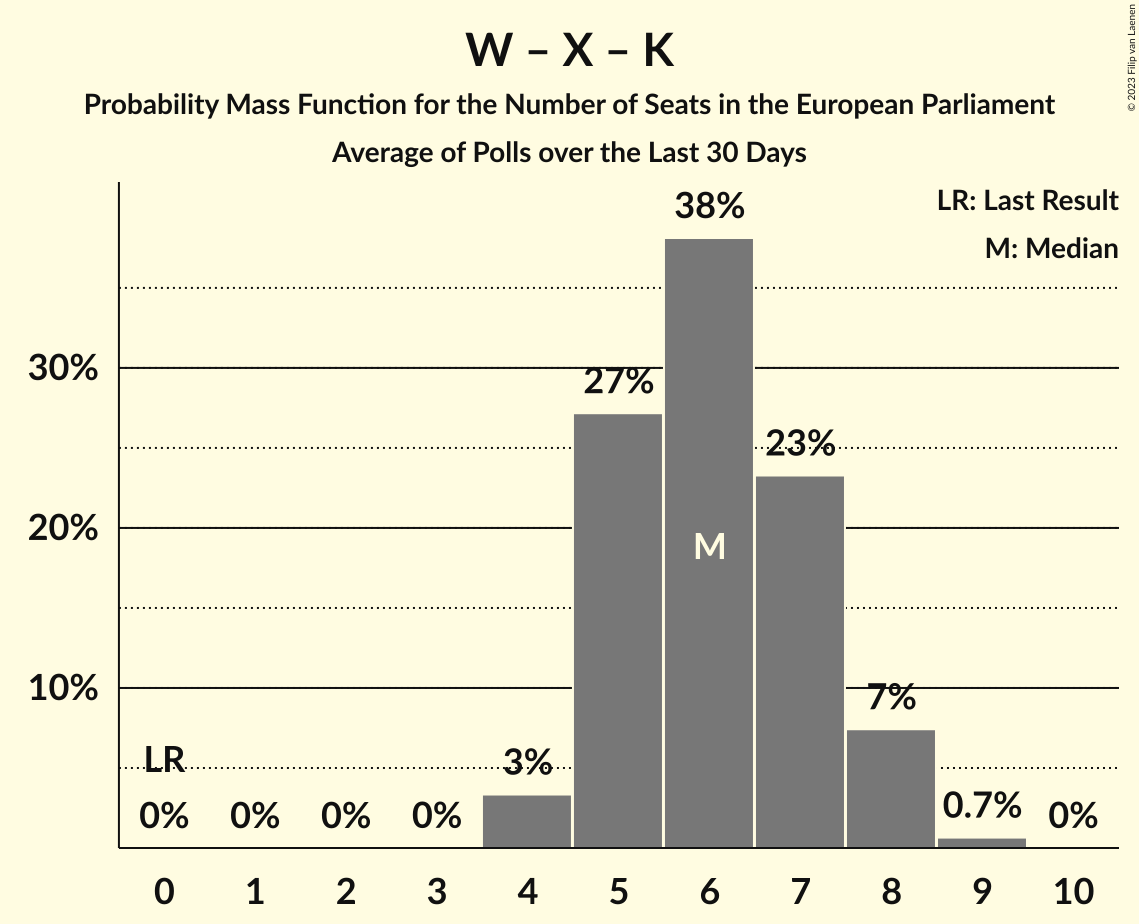 W – X – K
Probability Mass Function for the Number of Seats in the European Parliament
Average of Polls over the Last 30 Days
© 2023 Filip van Laenen
LR: Last Result
M: Median
38%
30%
27%
23%
20%
M
10%
7%
LR
3%
0%
0%
0%
0%
0.7%
0%
0 1 2 3 4 5 6 7 8 9 10